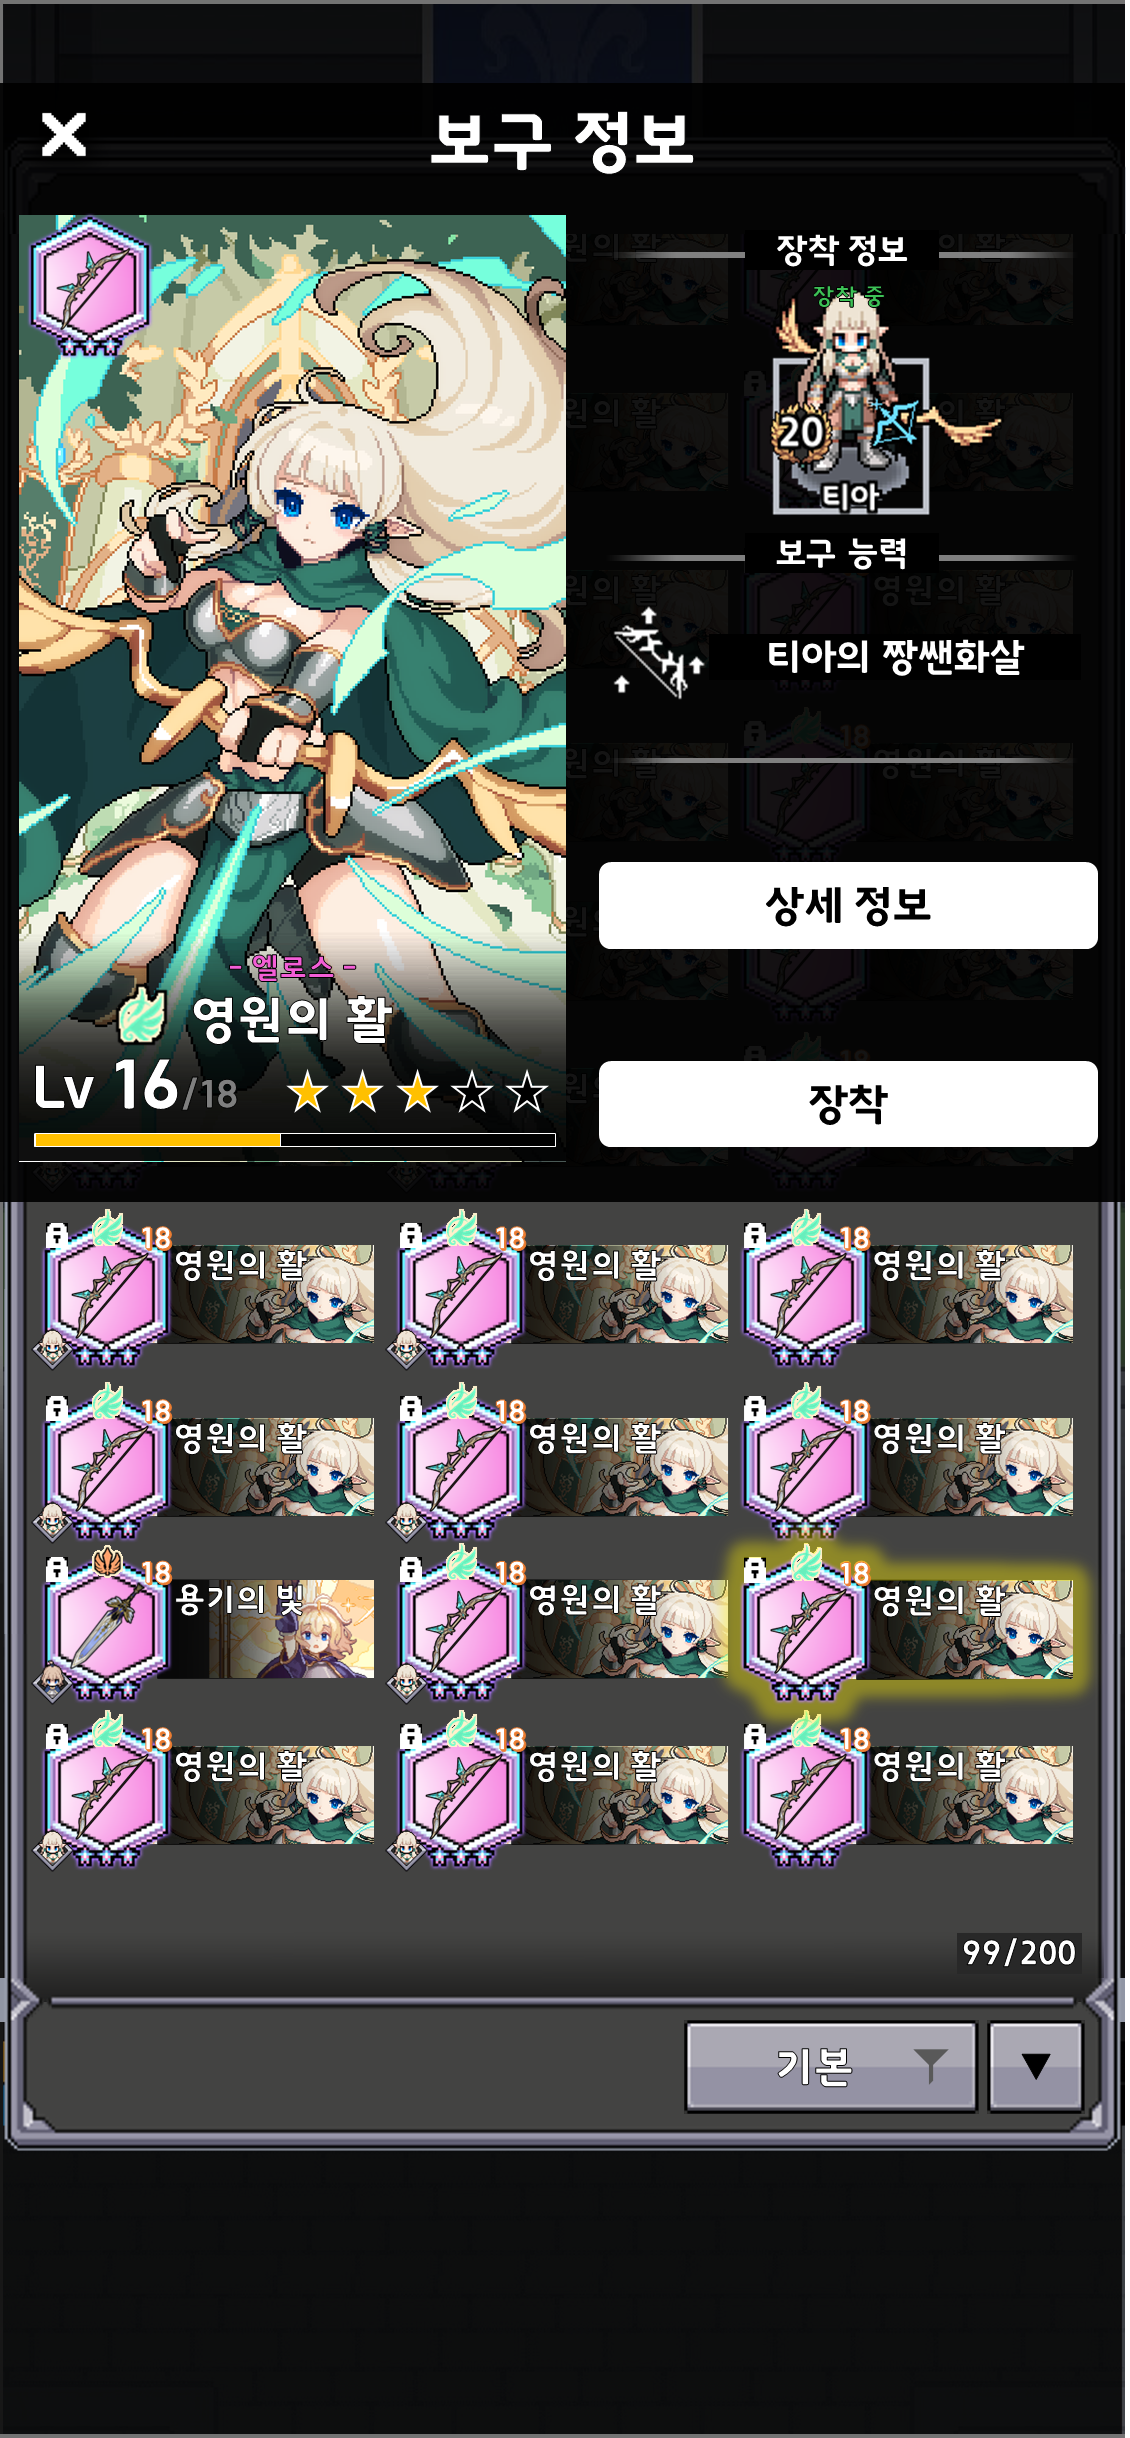 보구 정보
장착 정보
장착 중
20
티아
보구 능력
티아의 짱쌘화살
상세 정보
장착
- 엘로스 -
영원의 활
Lv 16/18
18 영원의 활
18 영원의 활
18 영원의 활
18 영원의 활
18 영원의 활
18 영원의 활
18 용기의 빛
18 영원의 활
18 영원의 활
18 영원의 활
18 영원의 활
18 영원의 활
99/200
기본